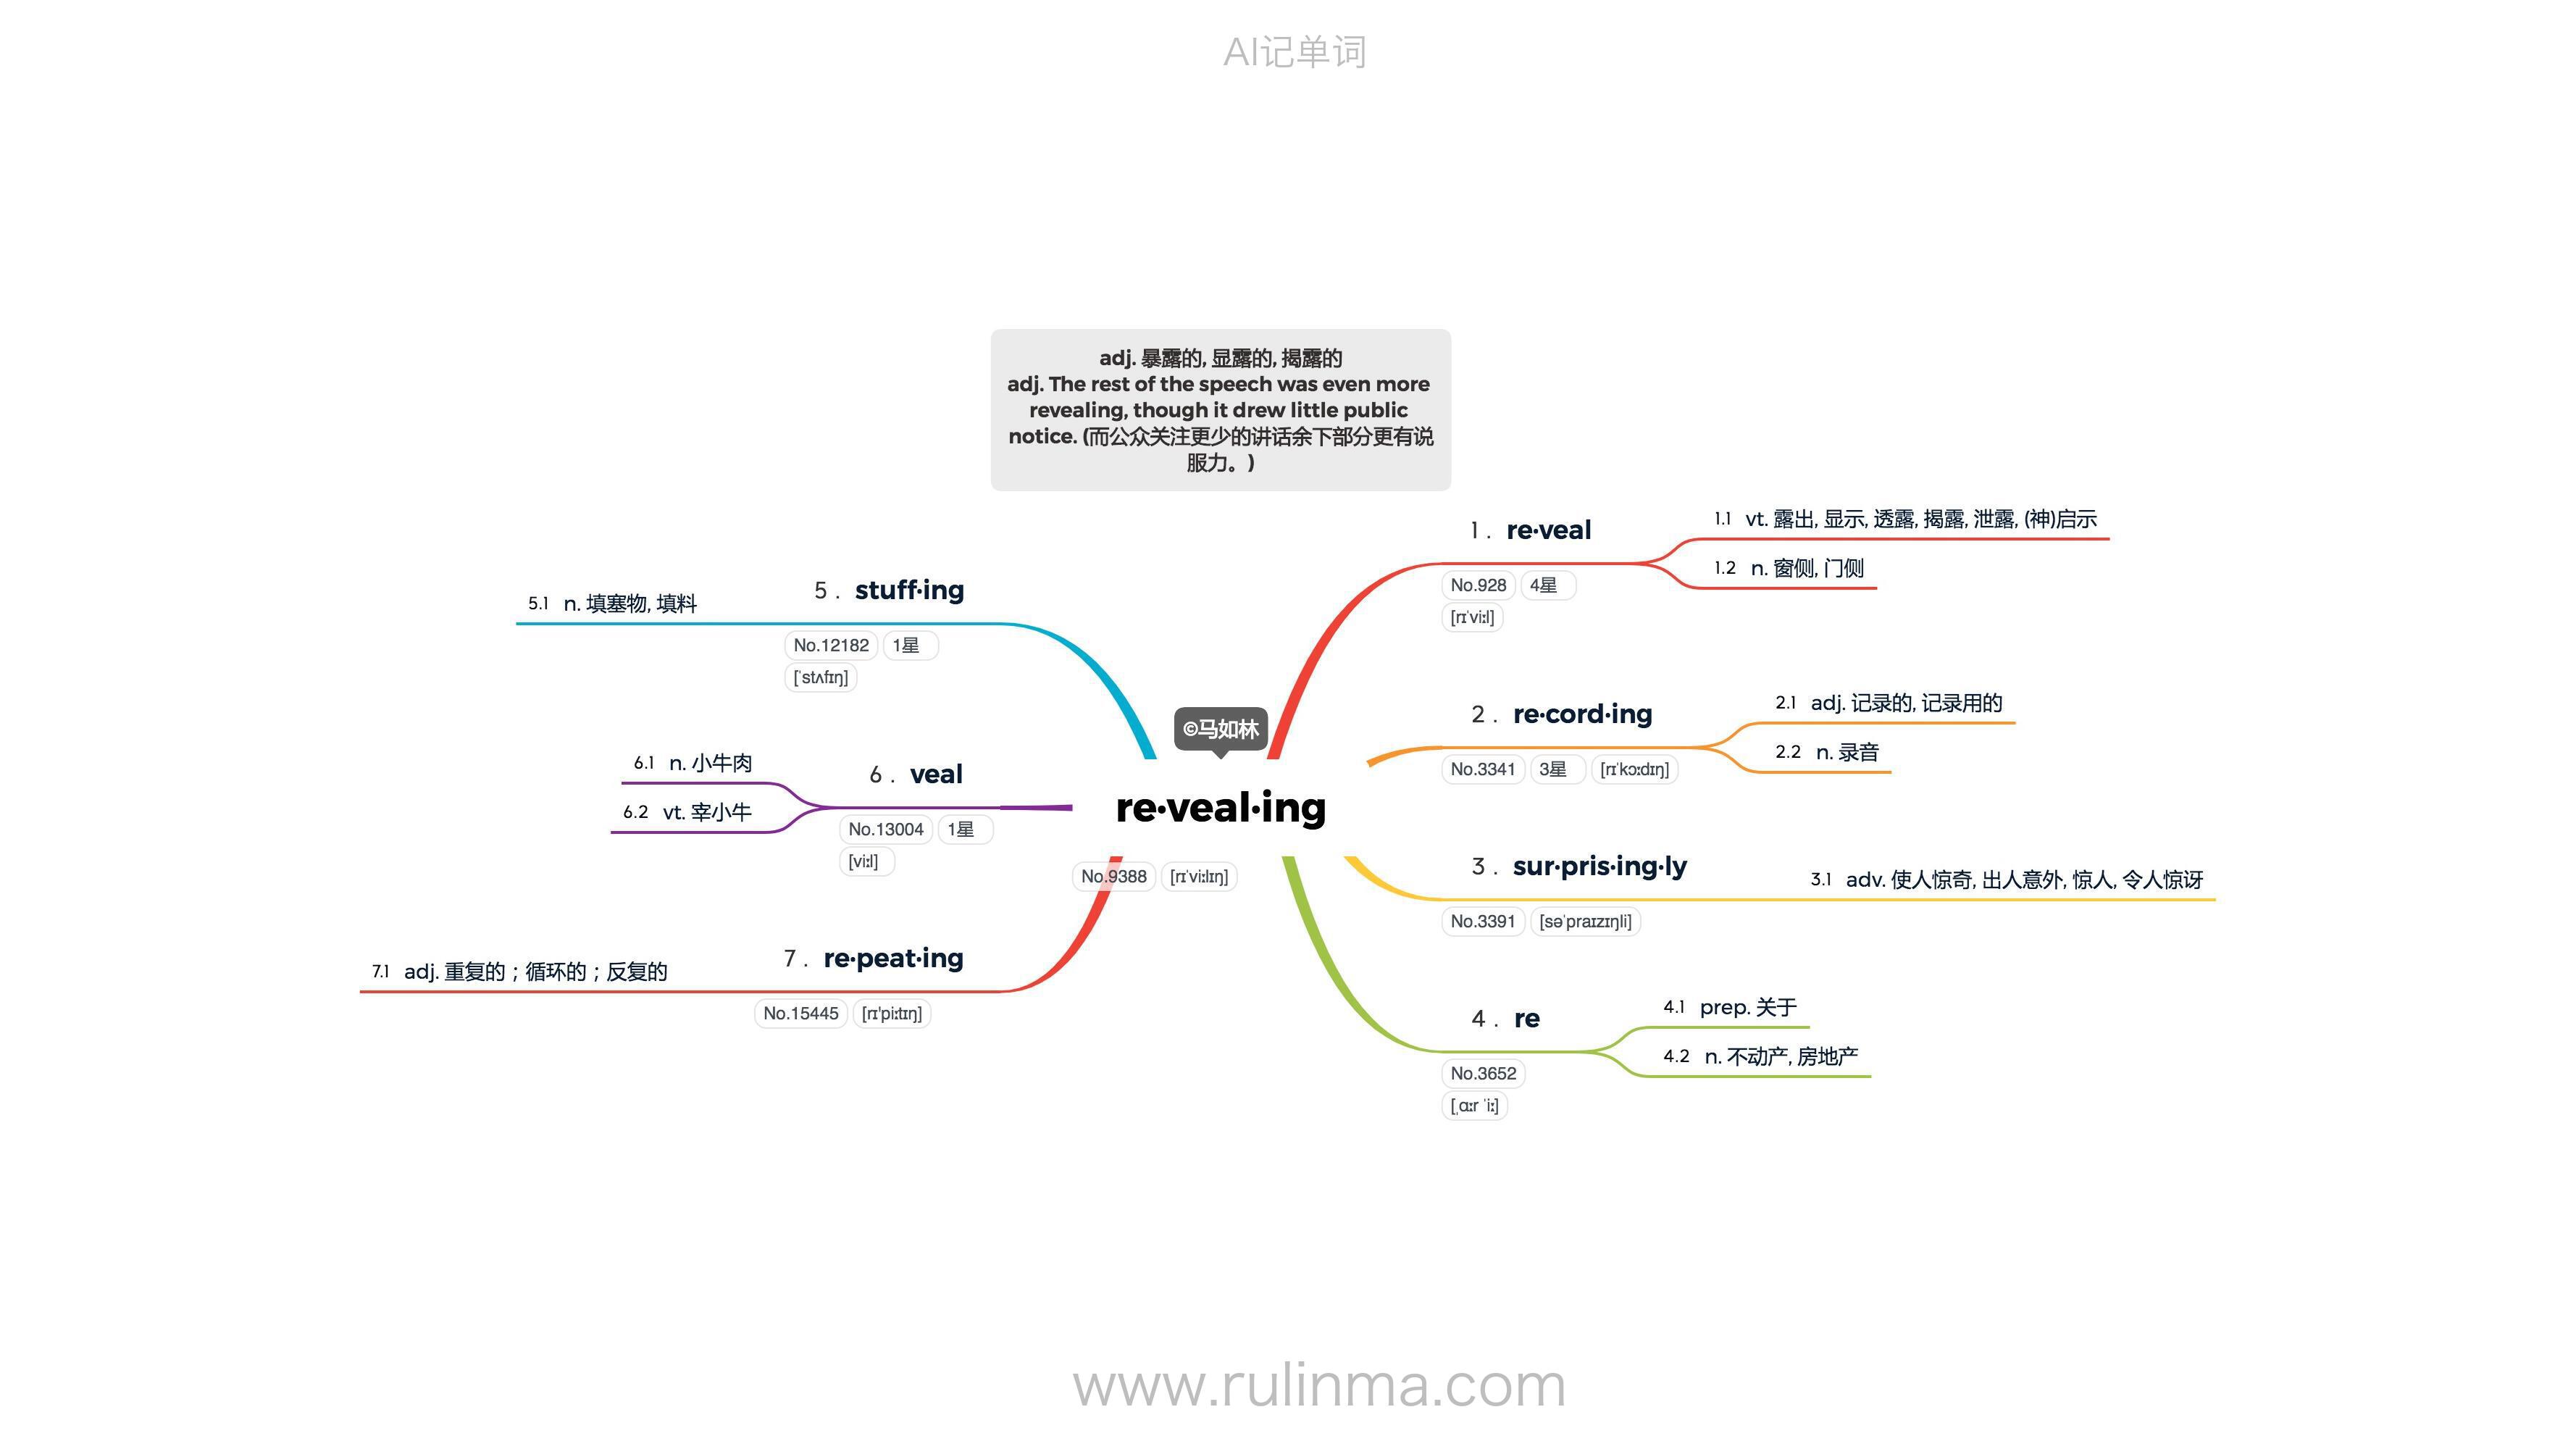 AI记单词
adj. 暴露的, 显露的, 揭露的
adj. The rest of the speech was even more
revealing, though it drew little public
notice. (而公众关注更少的讲话余下部分更有说
服力。)
©马如林
re·veal·ing
No.9388 [rɪˈviːlɪŋ]
1 . re·veal
No.928 4星
[rɪˈviːl]
1.1 vt. 露出, 显示, 透露, 揭露, 泄露, (神)启示
1.2 n. 窗侧, 门侧
2 . re·cord·ing
No.3341 3星 [rɪˈkɔːdɪŋ]
2.1 adj. 记录的, 记录用的
2.2 n. 录音
3 . sur·pris·ing·ly
No.3391 [səˈpraɪzɪŋli]
3.1 adv. 使人惊奇, 出人意外, 惊人, 令人惊讶
4 . re
No.3652
[ˌɑːr ˈiː]
4.1 prep. 关于
4.2 n. 不动产, 房地产
5 . stuff·ing
No.12182 1星
[ˈstʌfɪŋ]
5.1 n. 填塞物, 填料
6 . veal
No.13004 1星
[viːl]
6.1 n. 小牛肉
6.2 vt. 宰小牛
7 . re·peat·ing
No.15445 [rɪ'piːtɪŋ]
7.1 adj. 重复的；循环的；反复的
www.rulinma.com